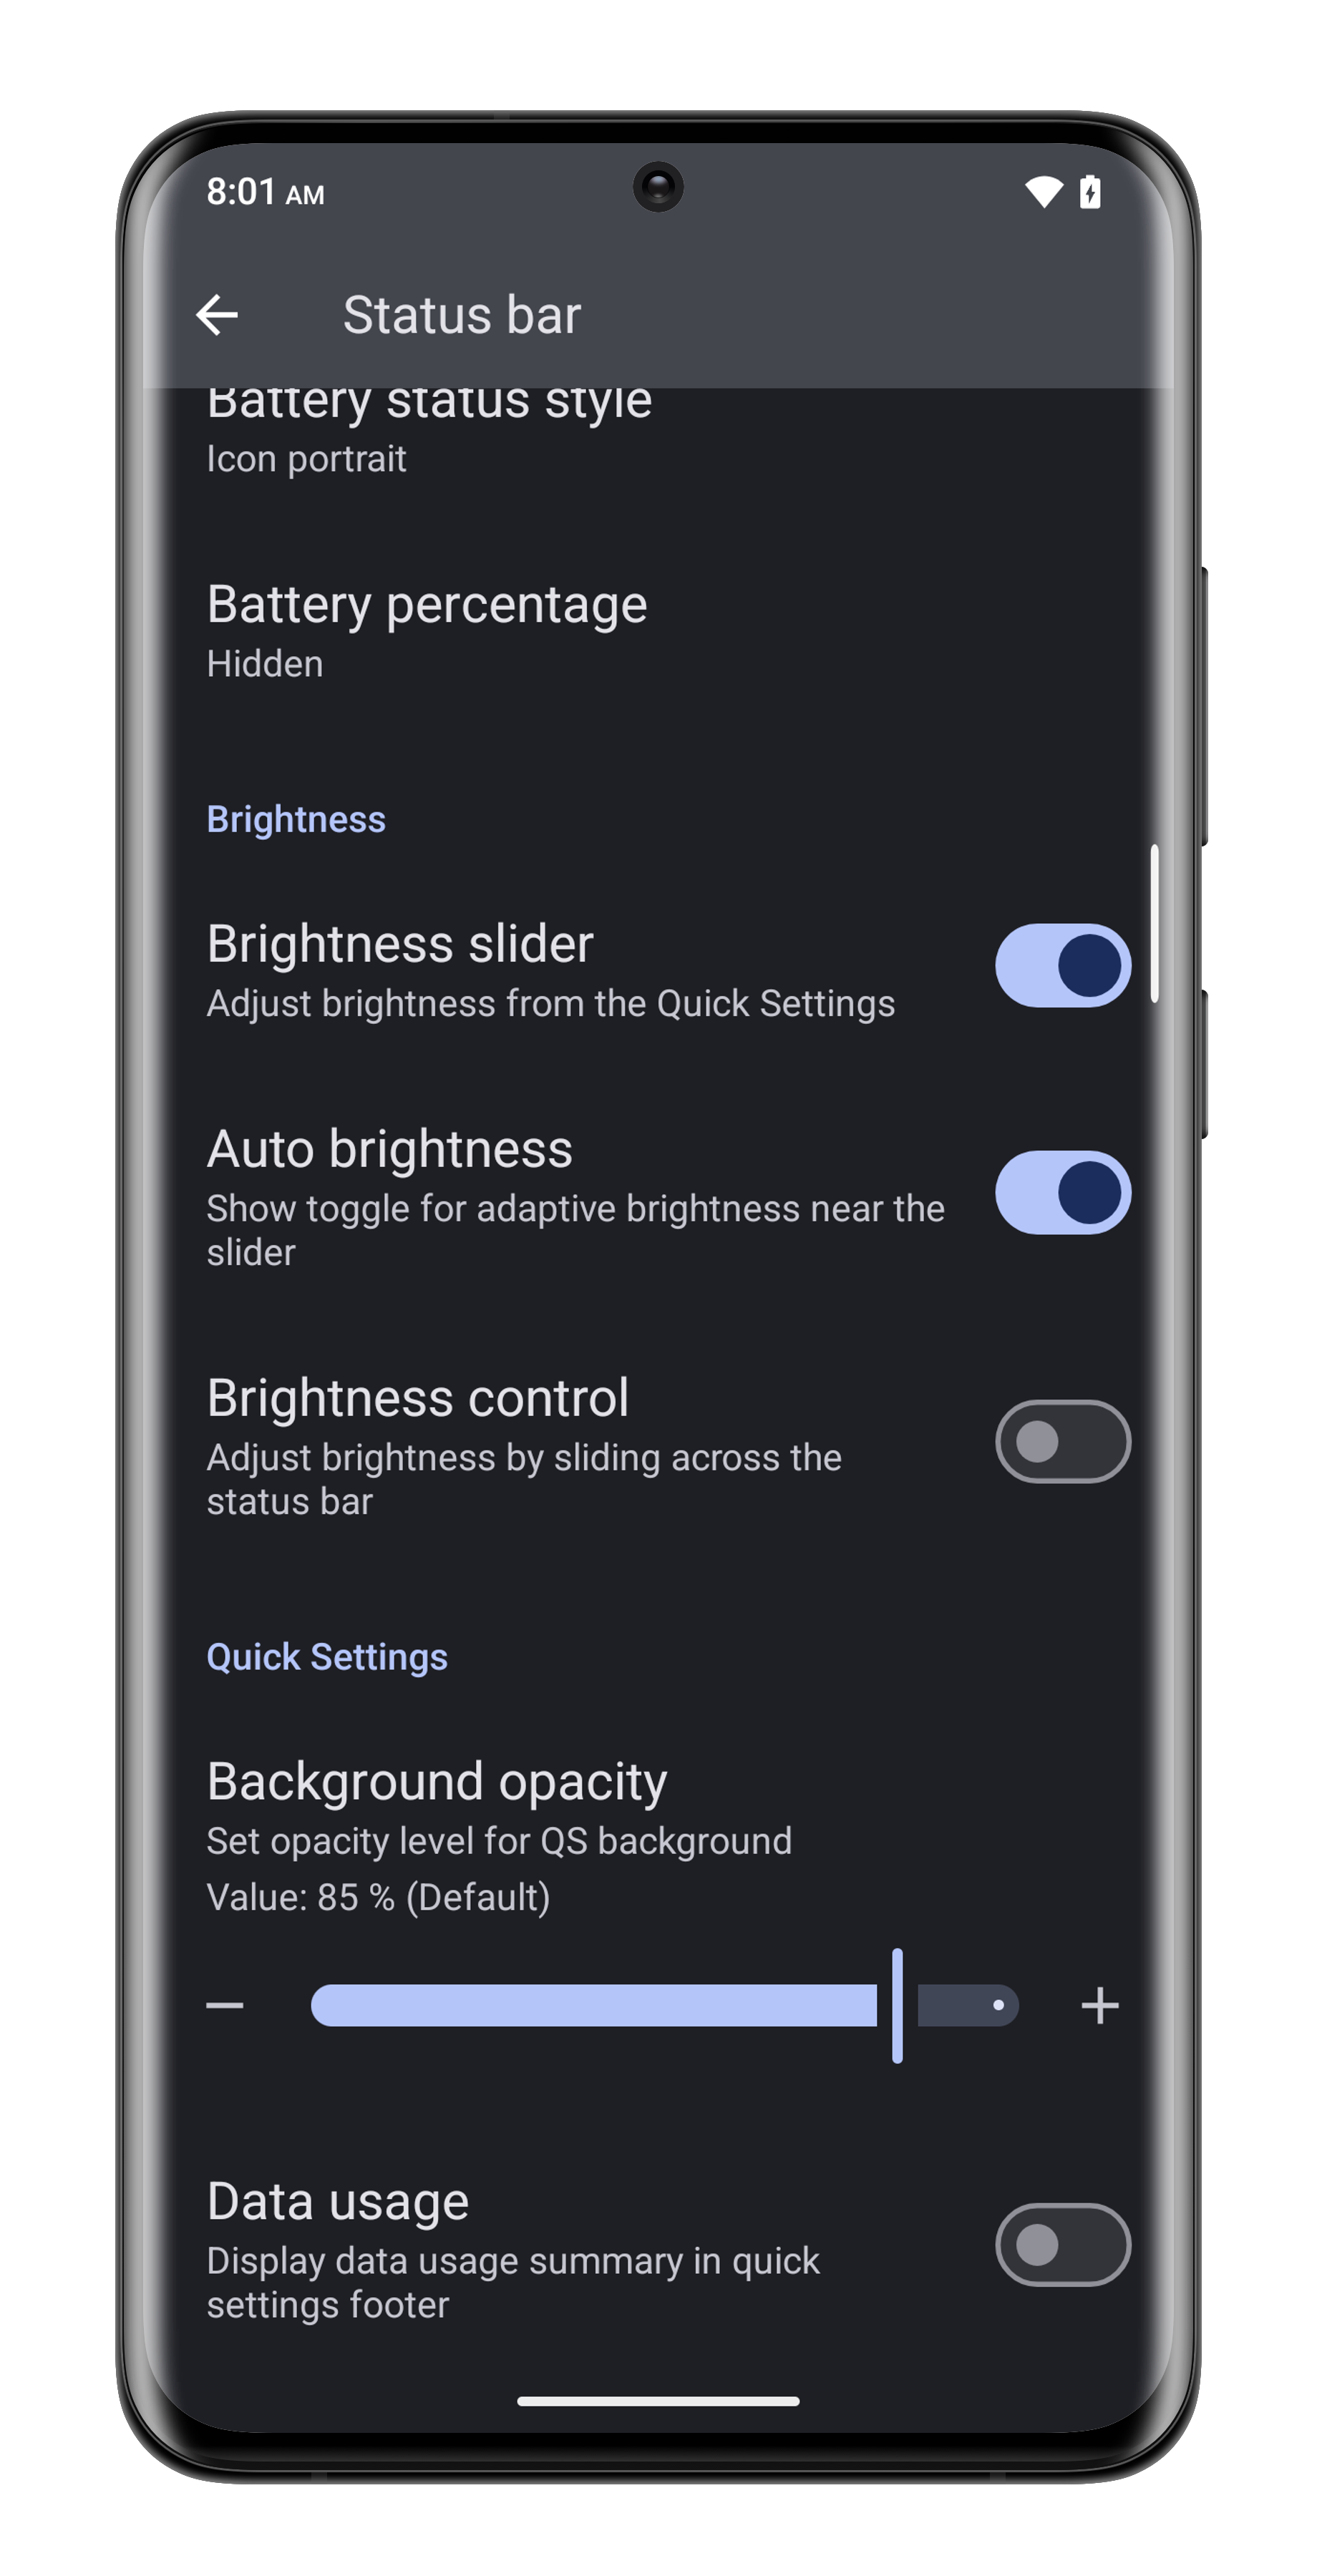 8:01 AM
Status bar
Battery status style
Icon portrait
Battery percentage
Hidden
Brightness
Brightness slider
Adjust brightness from the Quick Settings
Auto brightness
Show toggle for adaptive brightness near the
slider
Brightness control
Adjust brightness by sliding across the
status bar
Quick Settings
Background opacity
Set opacity level for QS background
Value: 85 % (Default)
Data usage
Display data usage summary in quick
settings footer